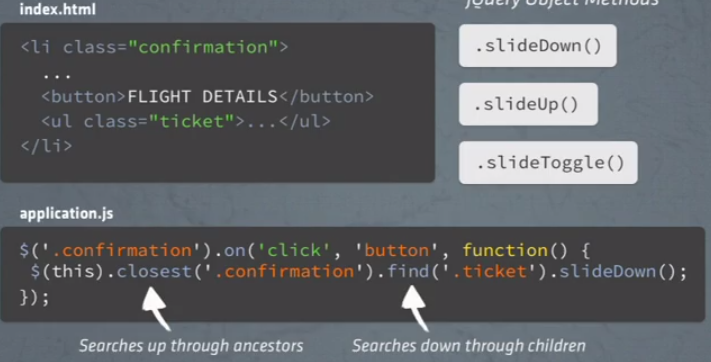 jQuery Object Methods
index.html
<li class="confirmation">
...
<button>FLIGHT DETAILS</button>
<ul class="ticket">...</ul>
</li>
.slideDown()
.slideUp()
.slideToggle()
application.js
$('.confirmation').on('click', 'button', function() {
$(this).closest('.confirmation').find('.ticket').slideDown();
});
Searches up through ancestors
Searches down through children